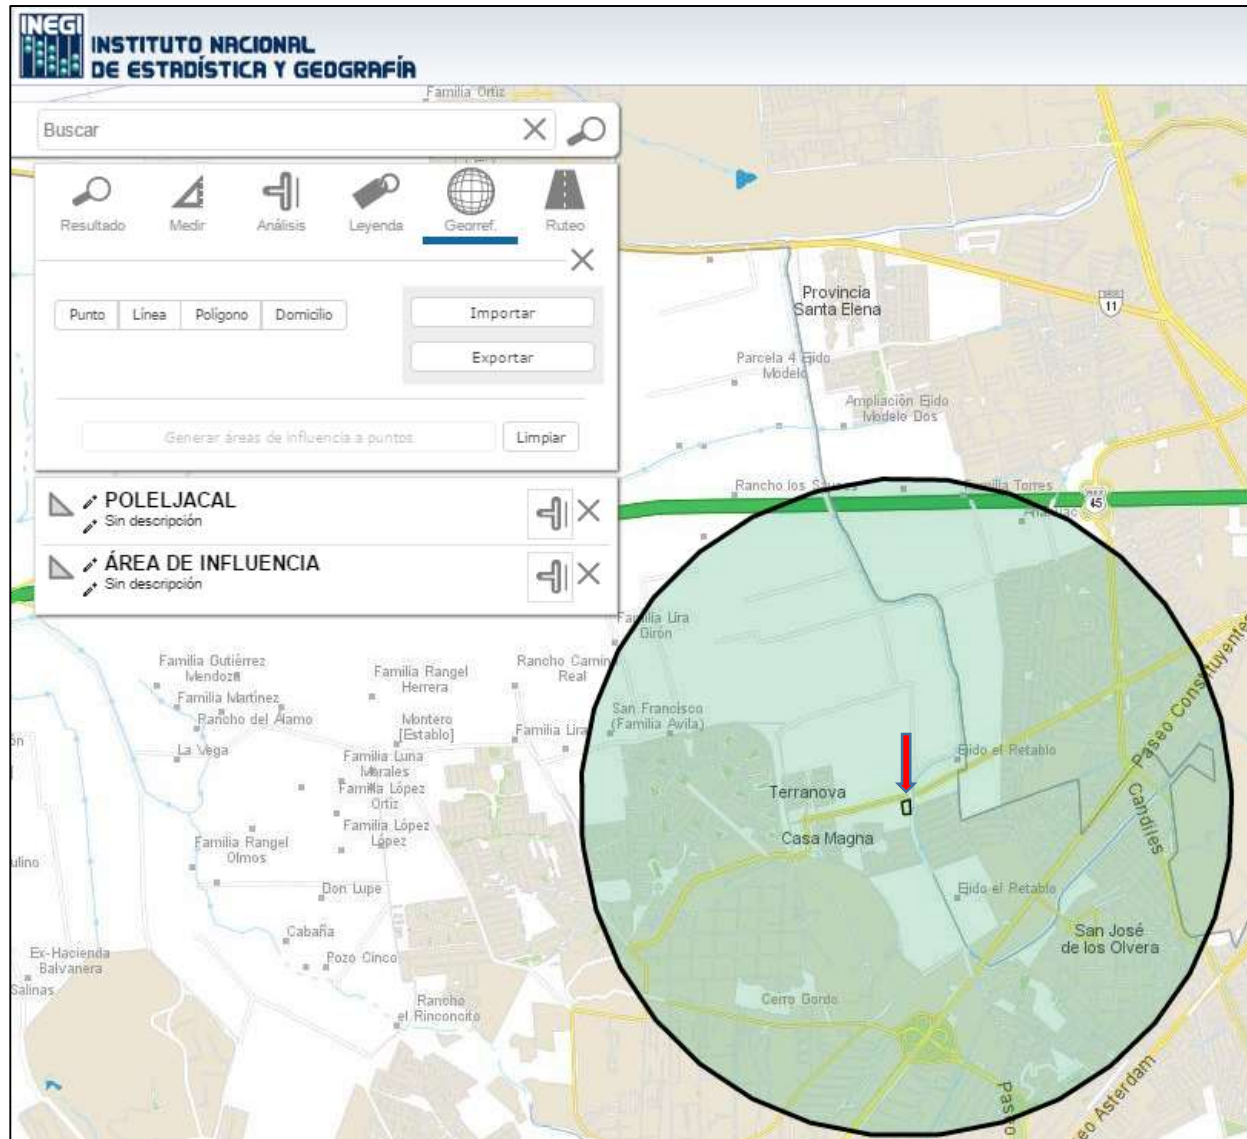 INEGI
INSTITUTO NACIONAL
DE ESTADÍSTICA Y GEOGRAFÍA
Familia Ortiz
Buscar
Resultado
Medir
Análisis
Leyenda
Georref.
Ruteo
Punto
Línea
Polígono
Domicilio
Importar
Exportar
Generar áreas de influencia a puntos
Limpiar
POLELJACAL
Sin descripción
ÁREA DE INFLUENCIA
Sin descripción
Provincia
Santa Elena
11
Parcela 4 Ejido
Modelo
Ampliación Ejido
Modelo Dos
Rancho los
Familia Torres
45
Familia Lira
Girón
Familia Gutiérrez
Mendoza
Familia Martínez
Rancho del Álamo
La Vega
Familia Rangel
Herrera
Rancho Camino
Real
Montero
[Establo]
Familia Lira
San Francisco
(Familia Avila)
Familia Luna
Morales
Familia López
Ortiz
Familia López
López
Familia Rangel
Olmos
Don Lupe
Cabaña
Pozo Cinco
Ex-Hacienda
Balvanera
Salinas
Rancho
el Rinconcito
Terranova
Casa Magna
Ejido el Retablo
Paseo Constituyentes
Candiles
Ejido el Retablo
San José
de los Olvera
Cerro Gordo
Paseo
eo Asterdam